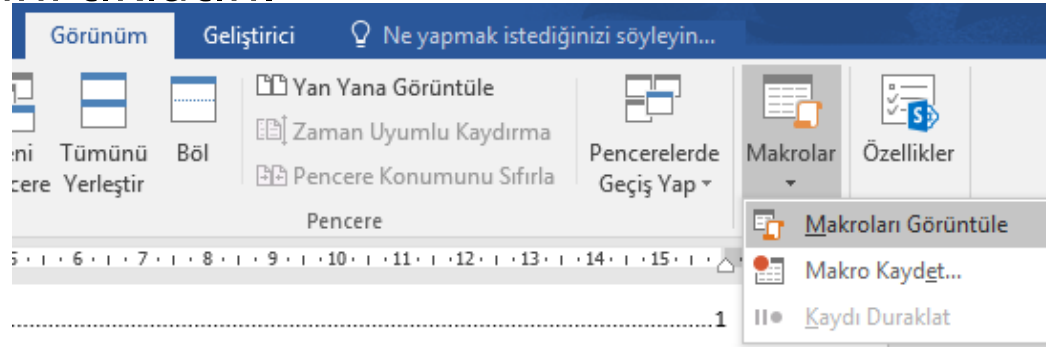 Görünüm Geliştirici Ne yapmak istediğinizi söyleyin...
Yan Yana Görüntüle
Zaman Uyumlu Kaydırma
Pencere Konumunu Sıfırla
Tümünü Yerleştir
Böl
Pencerelerde Geçiş Yap
Makrolar
Özellikler
Pencere
Makroları Görüntüle
Makro Kaydet...
Kaydı Duraklat
6 7 8 9 10 11 12 13 14 15
1